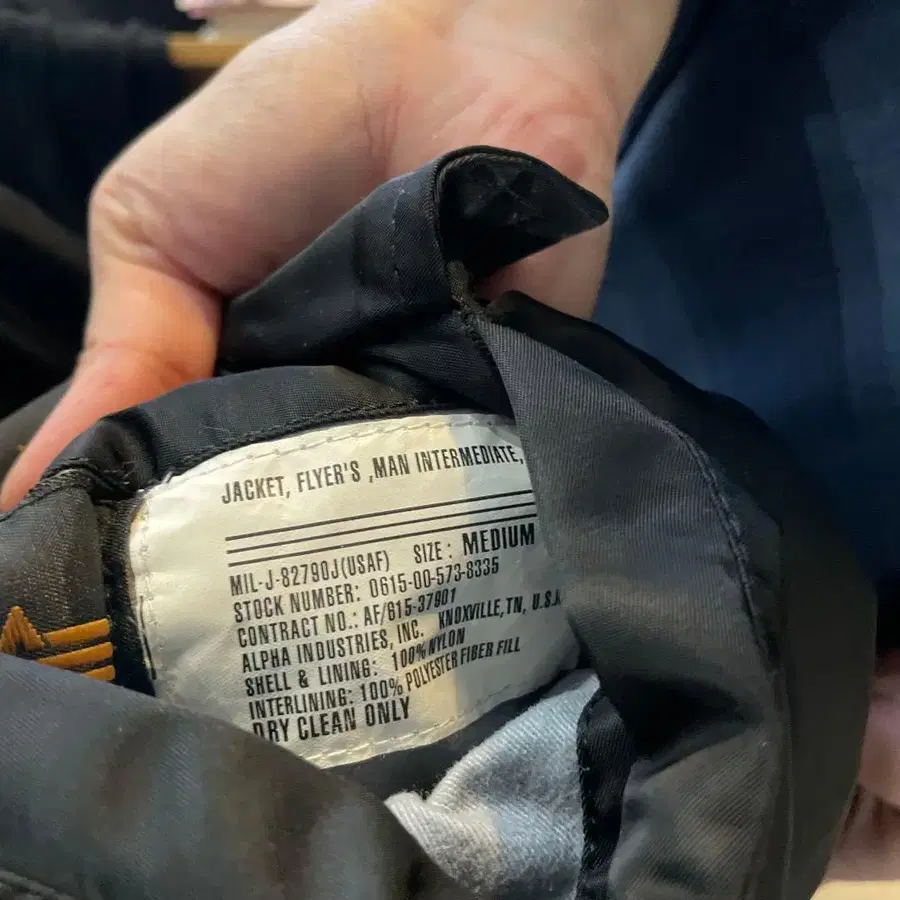 JACKET, FLYER'S ,MAN INTERMEDIATE,
SIZE : MEDIUM
MIL-J-82790J(USAF)
STOCK NUMBER: 0615-00-573-8335
CONTRACT NO.: AF/615-37901
ALPHA INDUSTRIES, INC. KNOXVILLE,TN, U.S.
SHELL & LINING: 100% NYLON
INTERLINING: 100% POLYESTER FIBER FILL
DRY CLEAN ONLY